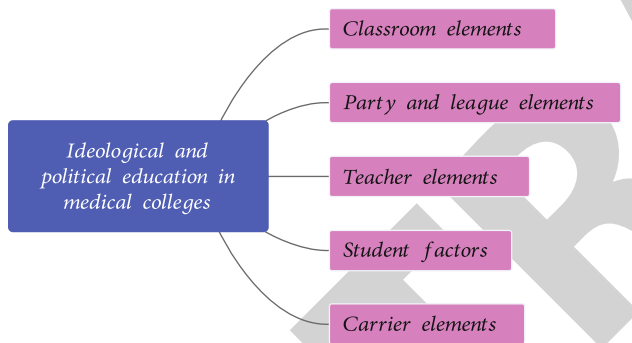 Classroom elements
Party and league elements
Ideological and
political education in
medical colleges
Teacher elements
Student factors
Carrier elements